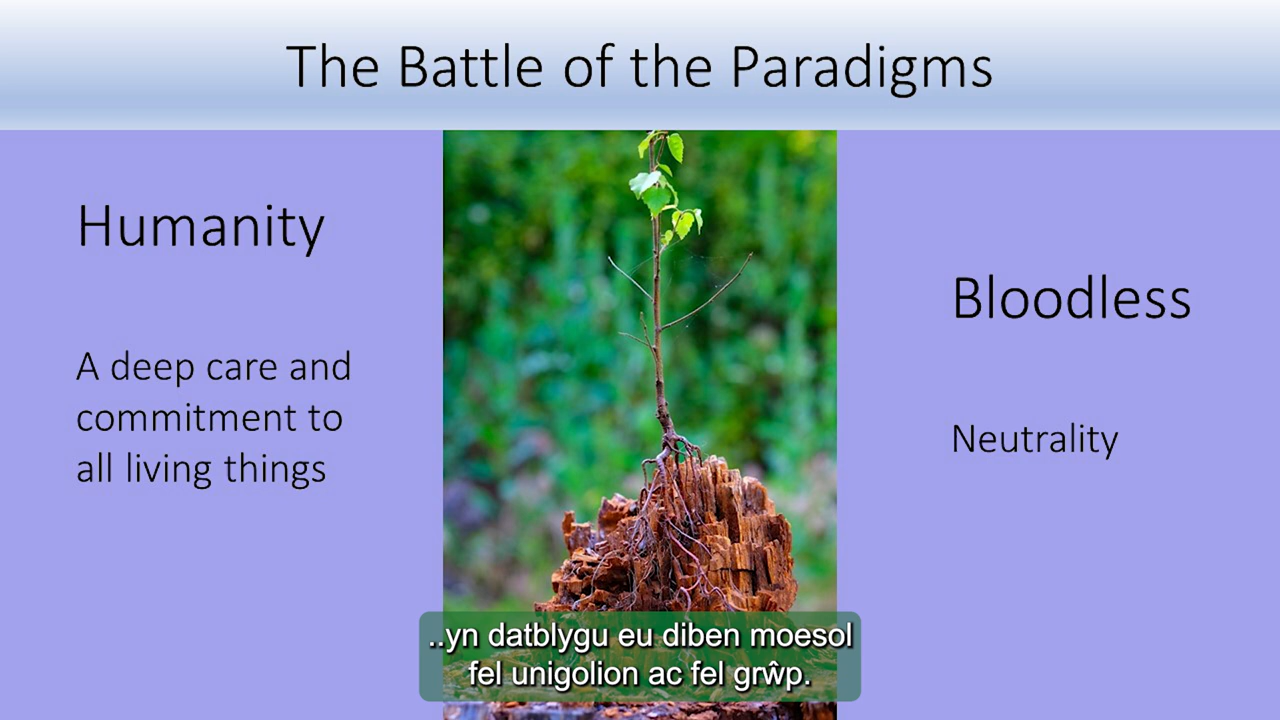 The Battle of the Paradigms
Humanity
A deep care and
commitment to
all living things
Bloodless
Neutrality
..yn datblygu eu diben moesol
fel unigolion ac fel grŵp.